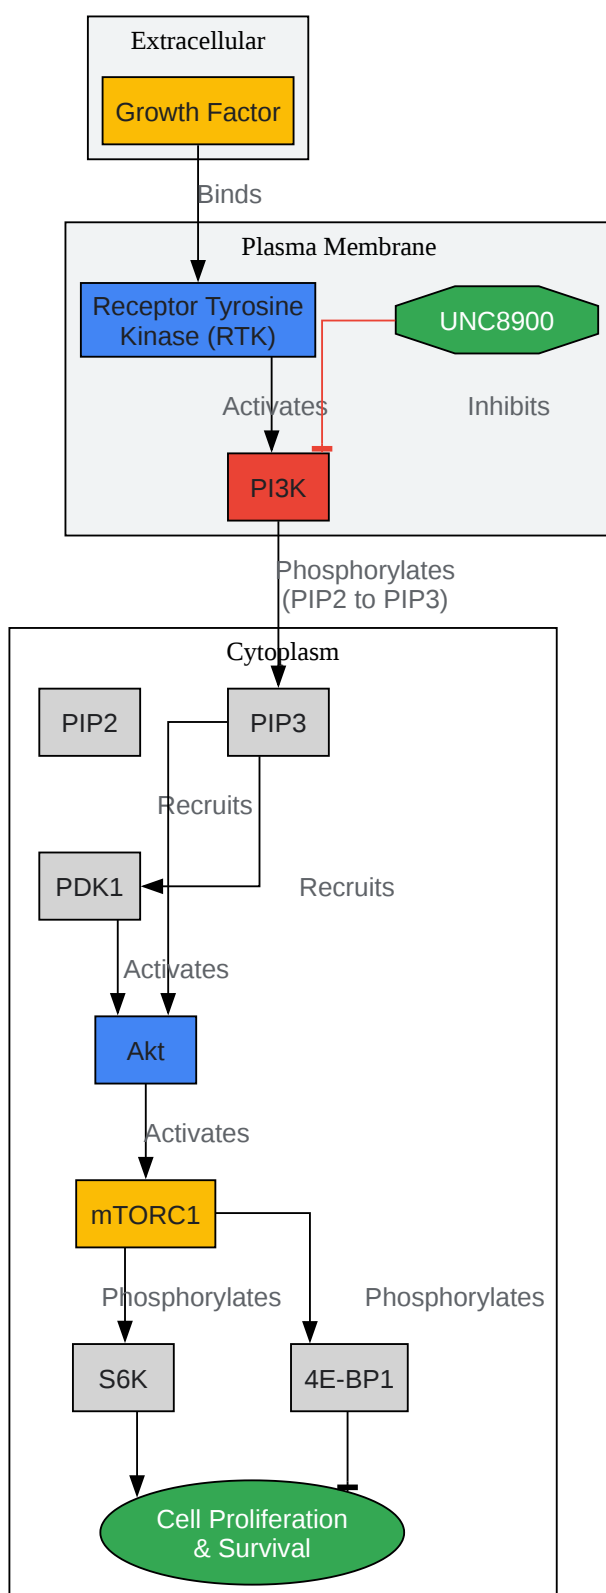 Extracellular
Growth Factor
Binds
Plasma Membrane
Receptor Tyrosine
Kinase (RTK)
UNC8900
Activates
Inhibits
PI3K
Phosphorylates
(PIP2 to PIP3)
Cytoplasm
PIP2
PIP3
Recruits
PDK1
Recruits
Activates
Akt
Activates
mTORC1
Phosphorylates
Phosphorylates
S6K
4E-BP1
Cell Proliferation
& Survival